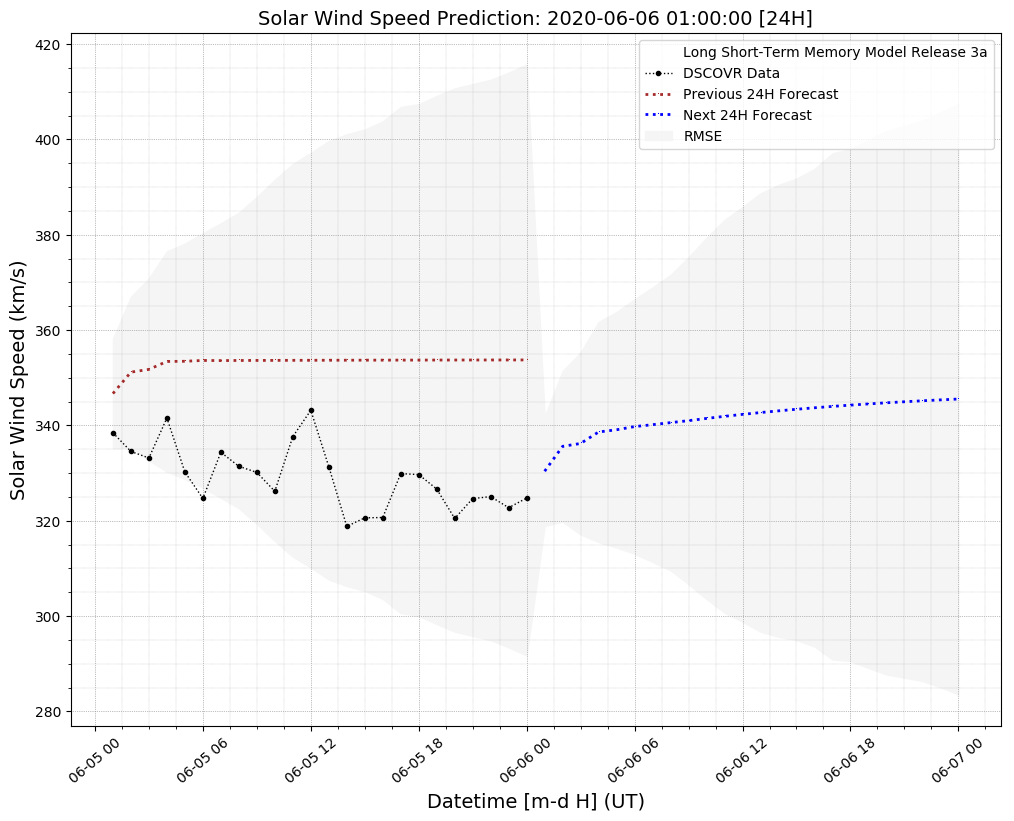 Solar Wind Speed Prediction: 2020-06-06 01:00:00 [24H]
Long Short-Term Memory Model Release 3a
DSCOVR Data
Previous 24H Forecast
Next 24H Forecast
RMSE
Solar Wind Speed (km/s)
420
400
380
360
340
320
300
280
06-05 00
06-05 06
06-05 12
06-05 18
06-06 00
06-06 06
06-06 12
06-06 18
06-07 00
Datetime [m-d H] (UT)